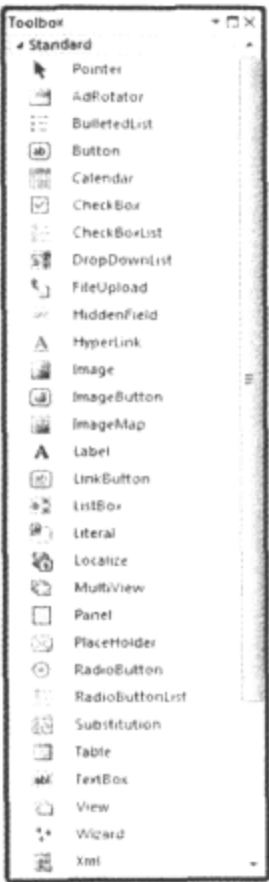 Toolbox
Standard
Pointer
AdRotator
BulletedList
Button
Calendar
CheckBox
CheckBoxList
DropDownList
FileUpload
HiddenField
HyperLink
Image
ImageButton
ImageMap
Label
LinkButton
ListBox
Literal
Localize
MultiView
Panel
PlaceHolder
RadioButton
RadioButtonList
Substitution
Table
TextBox
View
Wizard
Xml